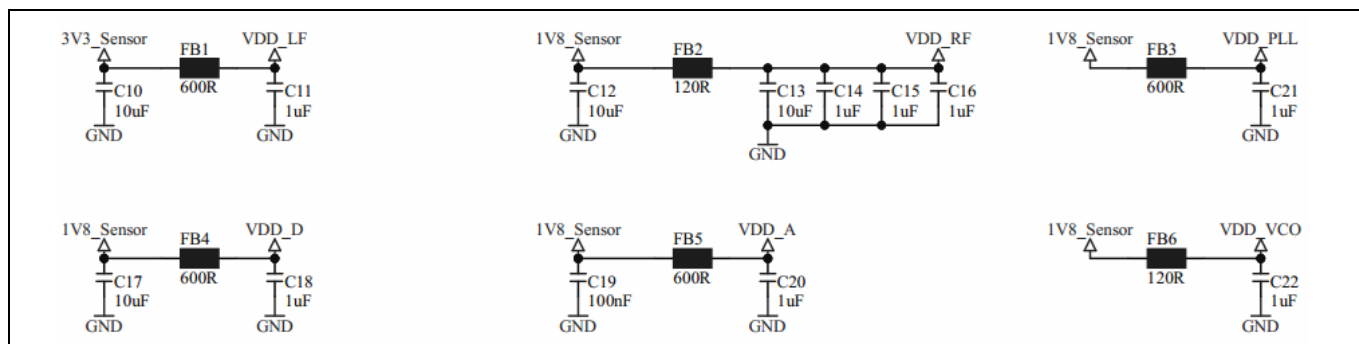 3V3_Sensor
FB1
VDD_LF
600R
C10
10uF
C11
1uF
GND
GND
1V8_Sensor
FB2
VDD_RF
120R
C12
10uF
C13
10uF
C14
1uF
C15
1uF
C16
1uF
GND
GND
1V8_Sensor
FB3
VDD_PLL
600R
C21
1uF
GND
1V8_Sensor
FB4
VDD_D
600R
C17
10uF
C18
1uF
GND
GND
1V8_Sensor
FB5
VDD_A
600R
C19
100nF
C20
1uF
GND
GND
1V8_Sensor
FB6
VDD_VCO
120R
C22
1uF
GND